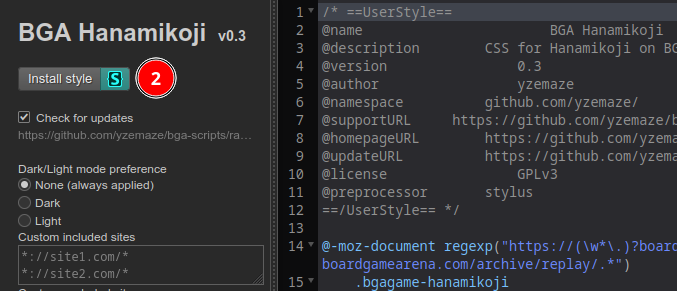 BGA Hanamikoji v0.3
Install style S 2
Check for updates
https://github.com/yzemaze/bga-scripts/ra…
Dark/Light mode preference
None (always applied)
Dark
Light
Custom included sites
*://site1.com/*
*://site2.com/*
1 /* ==UserStyle==
2 @name BGA Hanamikoji
3 @description CSS for Hanamikoji on BG
4 @version 0.3
5 @author yzemaze
6 @namespace github.com/yzemaze/
7 @supportURL https://github.com/yzemaze/b
8 @homepageURL https://github.com/yzema
9 @updateURL https://github.com/yzema
10 @license GPLv3
11 @preprocessor stylus
12 ==/UserStyle== */
13
14 @-moz-document regexp("https://(\w*\.)?board
boardgamearena.com/archive/replay/.*")
15 .bgagame-hanamikoji